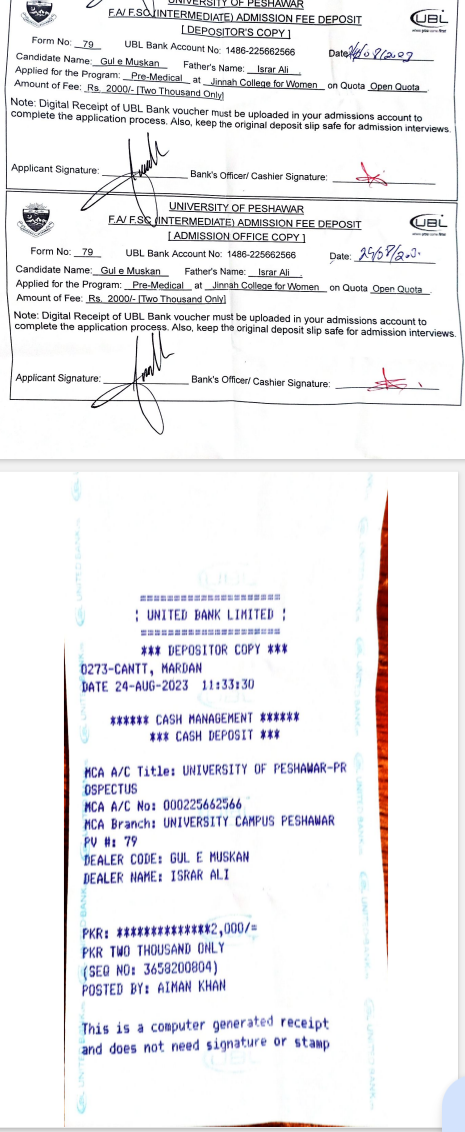 UNIVERSITY OF PESHAWAR
F.A/ F.SC (INTERMEDIATE) ADMISSION FEE DEPOSIT
[ DEPOSITOR'S COPY ]
UBL
Form No: 79 UBL Bank Account No: 1486-225662566 Date:
Candidate Name: Gul e Muskan Father's Name: Israr Ali
Applied for the Program: Pre-Medical at Jinnah College for Women on Quota Open Quota
Amount of Fee: Rs. 2000/- [Two Thousand Only]
Note: Digital Receipt of UBL Bank voucher must be uploaded in your admissions account to
complete the application process. Also, keep the original deposit slip safe for admission interviews.
Applicant Signature: Bank's Officer/ Cashier Signature:
UNIVERSITY OF PESHAWAR
F.A/ F.SC (INTERMEDIATE) ADMISSION FEE DEPOSIT
[ ADMISSION OFFICE COPY ]
UBL
Form No: 79 UBL Bank Account No: 1486-225662566 Date:
Candidate Name: Gul e Muskan Father's Name: Israr Ali
Applied for the Program: Pre-Medical at Jinnah College for Women on Quota Open Quota
Amount of Fee: Rs. 2000/- [Two Thousand Only]
Note: Digital Receipt of UBL Bank voucher must be uploaded in your admissions account to
complete the application process. Also, keep the original deposit slip safe for admission interviews.
Applicant Signature: Bank's Officer/ Cashier Signature:
=====================
¦ UNITED BANK LIMITED ¦
=====================
*** DEPOSITOR COPY ***
0273-CANTT, MARDAN
DATE 24-AUG-2023 11:33:30
****** CASH MANAGEMENT ******
*** CASH DEPOSIT ***
MCA A/C Title: UNIVERSITY OF PESHAWAR-PR
OSPECTUS
MCA A/C No: 000225662566
MCA Branch: UNIVERSITY CAMPUS PESHAWAR
PV #: 79
DEALER CODE: GUL E MUSKAN
DEALER NAME: ISRAR ALI
PKR: **************2,000/=
PKR TWO THOUSAND ONLY
(SEQ NO: 3658200804)
POSTED BY: AIMAN KHAN
This is a computer generated receipt
and does not need signature or stamp